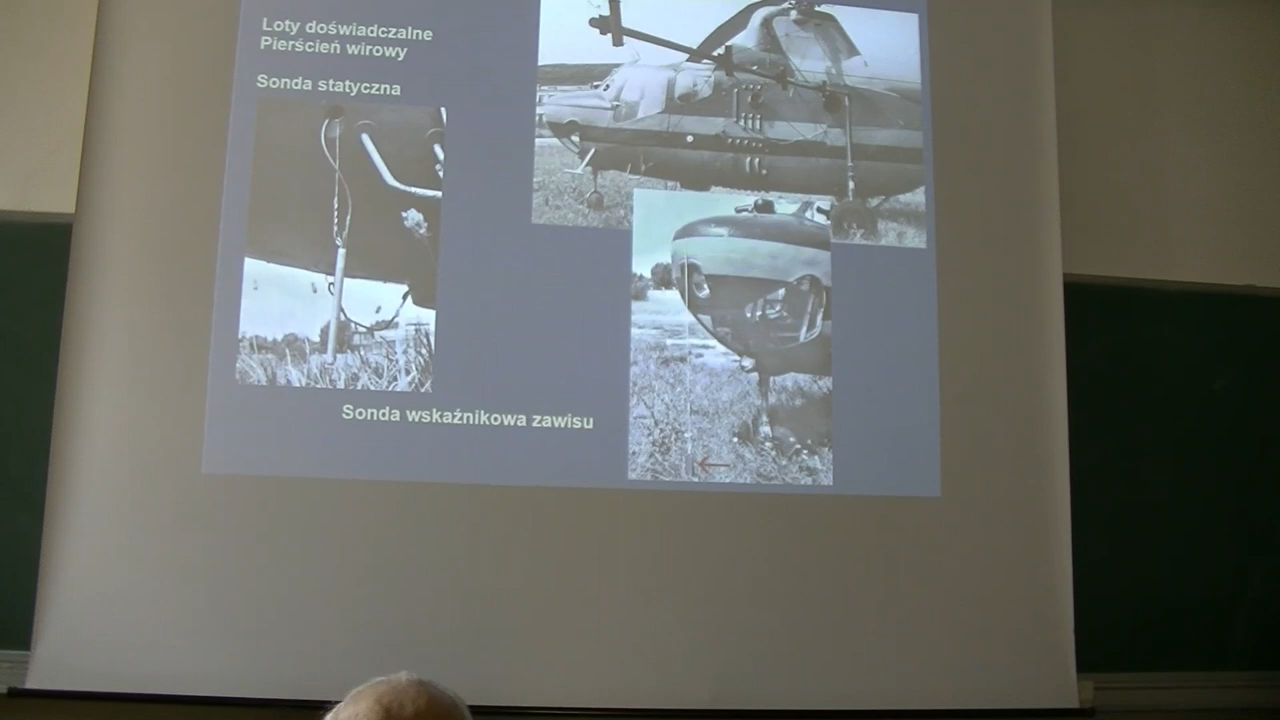 Loty doświadczalne
Pierścień wirowy
Sonda statyczna
Sonda wskaźnikowa zawisu